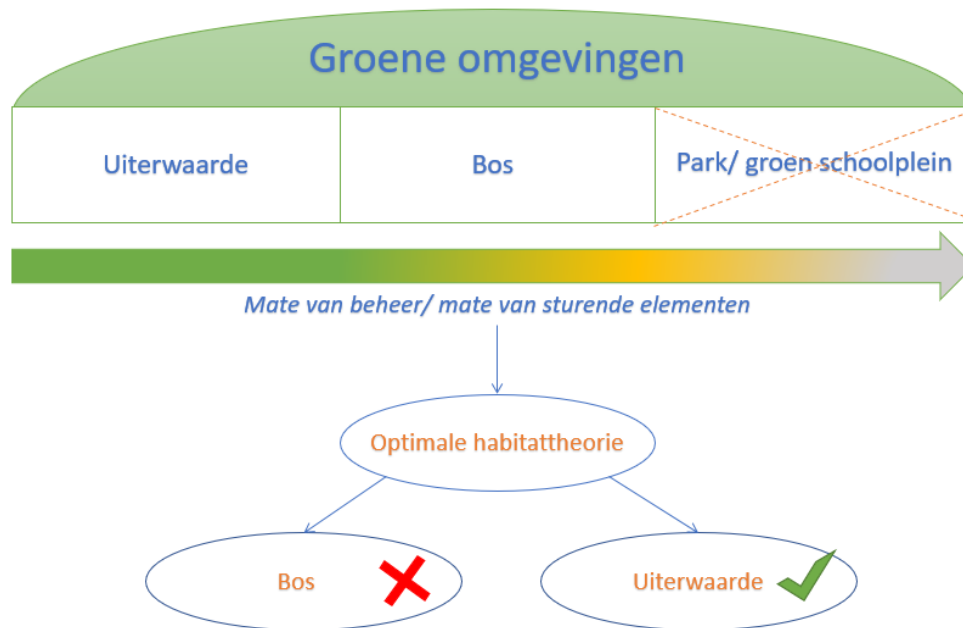 Groene omgevingen
Uiterwaarde
Bos
Park/ groen schoolplein
Mate van beheer/ mate van sturende elementen
Optimale habitattheorie
Bos
Uiterwaarde